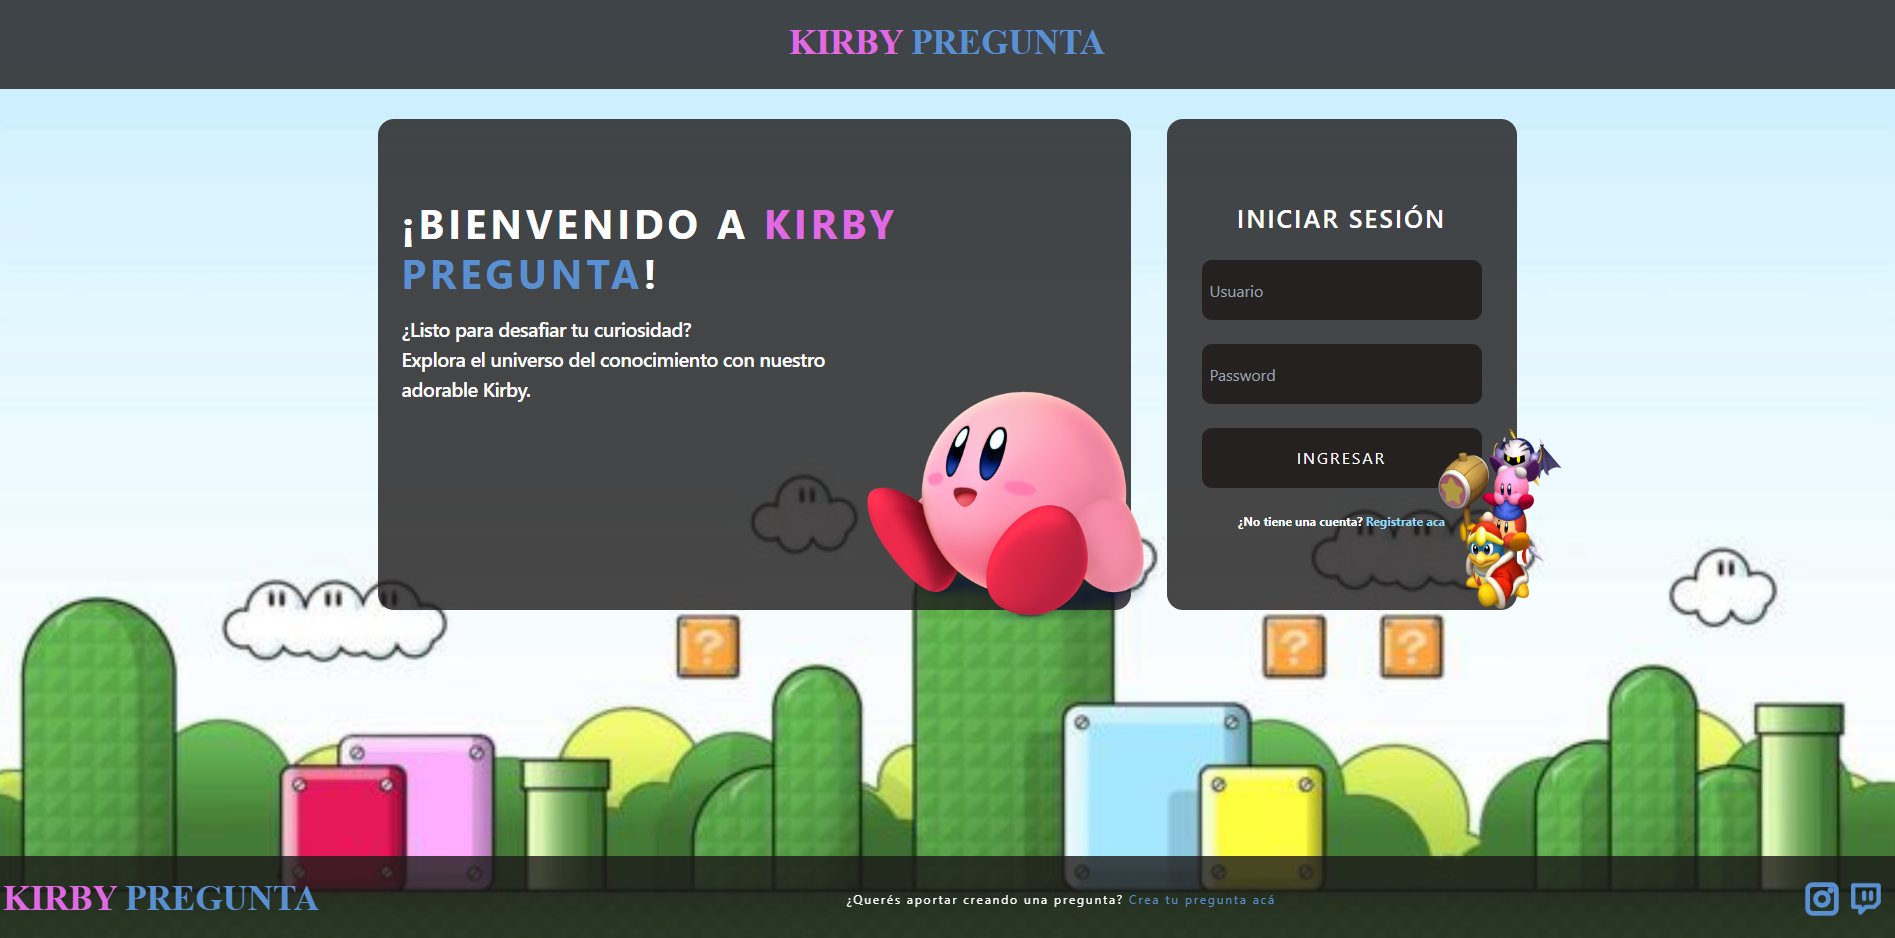 KIRBY PREGUNTA
¡BIENVENIDO A KIRBY
PREGUNTA!
¿Listo para desafiar tu curiosidad?
Explora el universo del conocimiento con nuestro
adorable Kirby.
INICIAR SESIÓN
Usuario
Password
INGRESAR
¿No tiene una cuenta? Registrate aca
?
? ?
KIRBY PREGUNTA
¿Querés aportar creando una pregunta? Crea tu pregunta acá